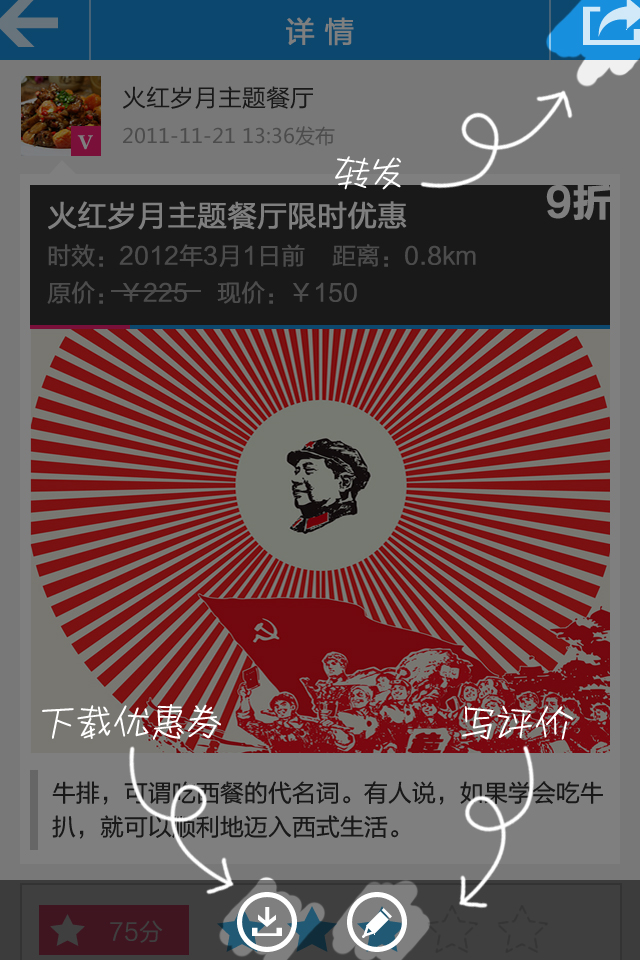 详情
火红岁月主题餐厅
V
2011-11-21 13:36发布
转发
火红岁月主题餐厅限时优惠
9折
时效：2012年3月1日前 距离：0.8km
原价：￥225 现价：￥150
下载优惠券
写评价
牛排，可谓吃西餐的代名词。有人说，如果学会吃牛
扒，就可以顺利地迈入西式生活。
75分